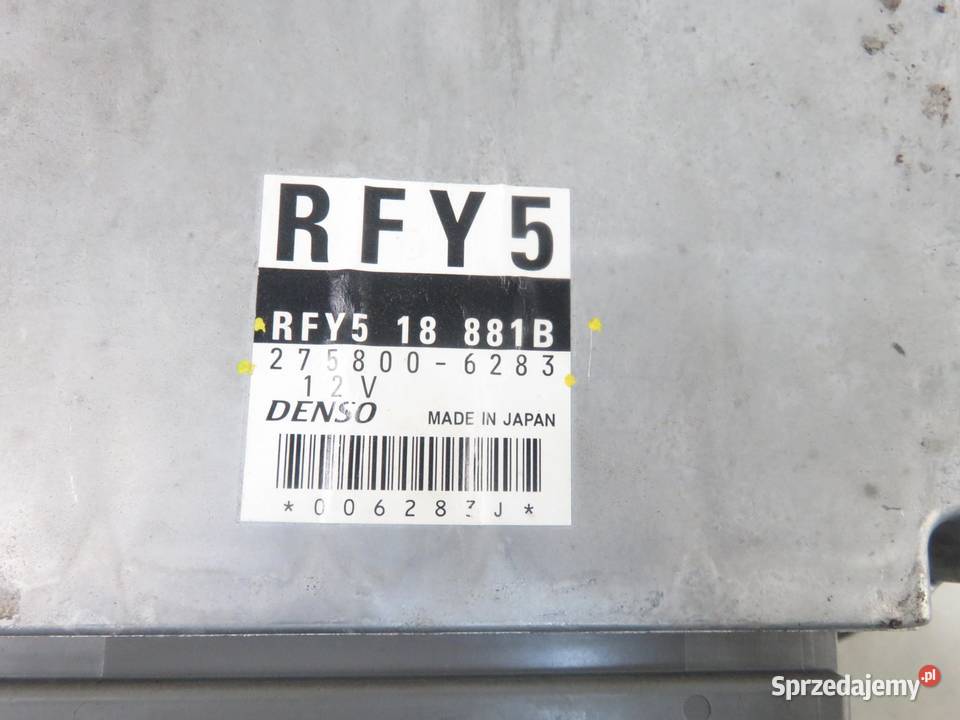 RFY5
RFY5 18 881B
275800-6283
12V
DENSO MADE IN JAPAN
*006283J*
Sprzedajemy.pl